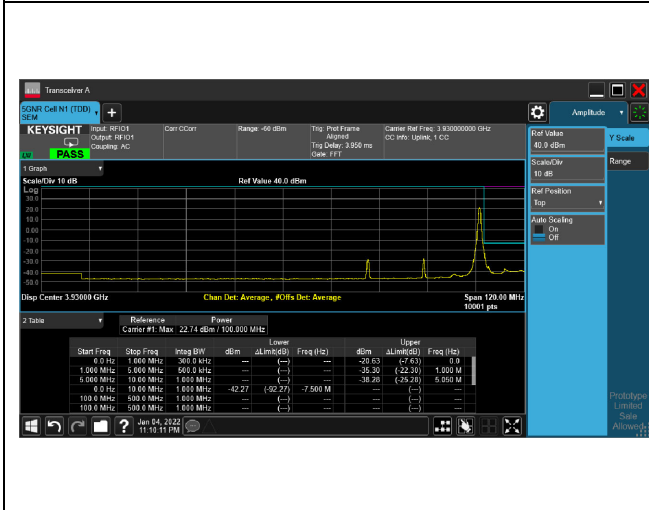 Transceiver A
5GNR Cell N1 (TDD)
SEM
Amplitude
KEYSIGHT
Input: RFIO1
Output: RFIO1
Coupling: AC
Corr CCorr
Range: -60 dBm
Trig: Pret Frame
Aligned
Trig Delay: 3.950 ms
Gate: FFT
Carrier Ref Freq: 3.930000000 GHz
CC Info: Uplink, 1 CC
PASS
Ref Value
40.0 dBm
Y Scale
Scale/Div
10 dB
Range
Ref Position
Top
Auto Scaling
On
Off
1 Graph
Scale/Div 10 dB
Ref Value 40.0 dBm
Log
30.0
20.0
10.0
0.00
-10.0
-20.0
-30.0
-40.0
-50.0
Disp Center 3.93000 GHz
Chan Det: Average, #Offs Det: Average
Span 120.00 MHz
10001 pts
2 Table
Reference Power
Carrier #1: Max 22.74 dBm / 100.000 MHz
Lower Upper
Start Freq Stop Freq Integ BW dBm ΔLimit(dB) Freq (Hz) dBm ΔLimit(dB) Freq (Hz)
0.0 Hz 1.000 MHz 300.0 kHz --- (---) --- -20.63 (-7.63) 0.0
1.000 MHz 5.000 MHz 500.0 kHz --- (---) --- -35.30 (-22.30) 1.000 M
5.000 MHz 10.00 MHz 1.000 MHz --- (---) --- -38.28 (-25.28) 5.050 M
0.0 Hz 10.00 MHz 1.000 MHz -42.27 (-92.27) -7.500 M --- (---) ---
100.0 MHz 500.0 MHz 1.000 MHz --- (---) --- --- (---) ---
100.0 MHz 500.0 MHz 1.000 MHz --- (---) --- --- (---) ---
Jan 04, 2022
11:10:11 PM
Prototype
Limited
Sale
Allowed